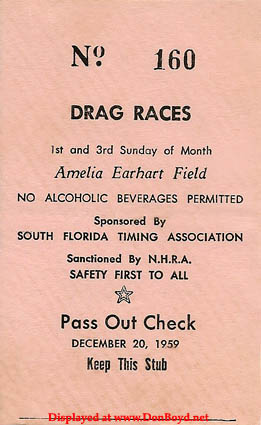 Nº 160
DRAG RACES
1st and 3rd Sunday of Month
Amelia Earhart Field
NO ALCOHOLIC BEVERAGES PERMITTED
Sponsored By
SOUTH FLORIDA TIMING ASSOCIATION
Sanctioned By N.H.R.A.
SAFETY FIRST TO ALL
Pass Out Check
DECEMBER 20, 1959
Keep This Stub
Displayed at www.DonBoyd.net